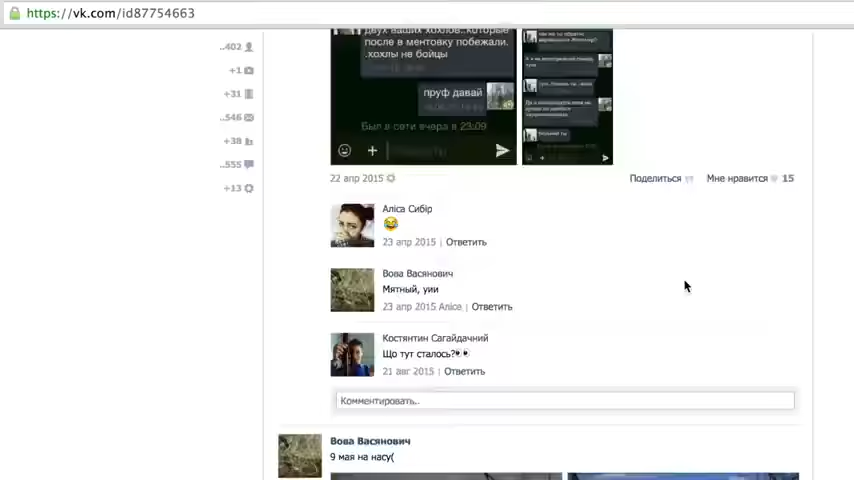 https://vk.com/id87754663
..402
+1
+31
..546
+38
..555
+13
двух ваших хохлов..которые
после в ментовку побежали.
.хохлы не бойцы
пруф давай
Был в сети вчера в 23:09
22 апр 2015
Поделиться
Мне нравится 15
Аліса Сибір
😂
23 апр 2015 | Ответить
Вова Васянович
Мятный, уии
23 апр 2015 Алісе | Ответить
Костянтин Сагайдачний
Що тут сталось?👀
21 авг 2015 | Ответить
Комментировать..
Вова Васянович
9 мая на насу(